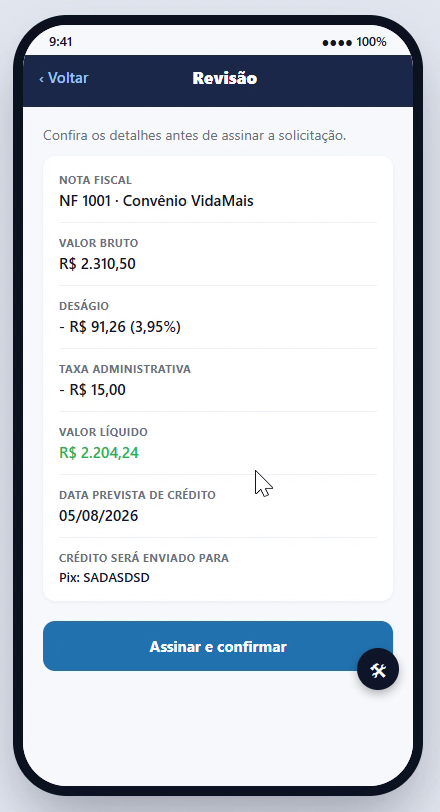 9:41 ●●●● 100%
‹ Voltar Revisão
Confira os detalhes antes de assinar a solicitação.
NOTA FISCAL
NF 1001 · Convênio VidaMais
VALOR BRUTO
R$ 2.310,50
DESÁGIO
- R$ 91,26 (3,95%)
TAXA ADMINISTRATIVA
- R$ 15,00
VALOR LÍQUIDO
R$ 2.204,24
DATA PREVISTA DE CRÉDITO
05/08/2026
CRÉDITO SERÁ ENVIADO PARA
Pix: SADASDSD
Assinar e confirmar